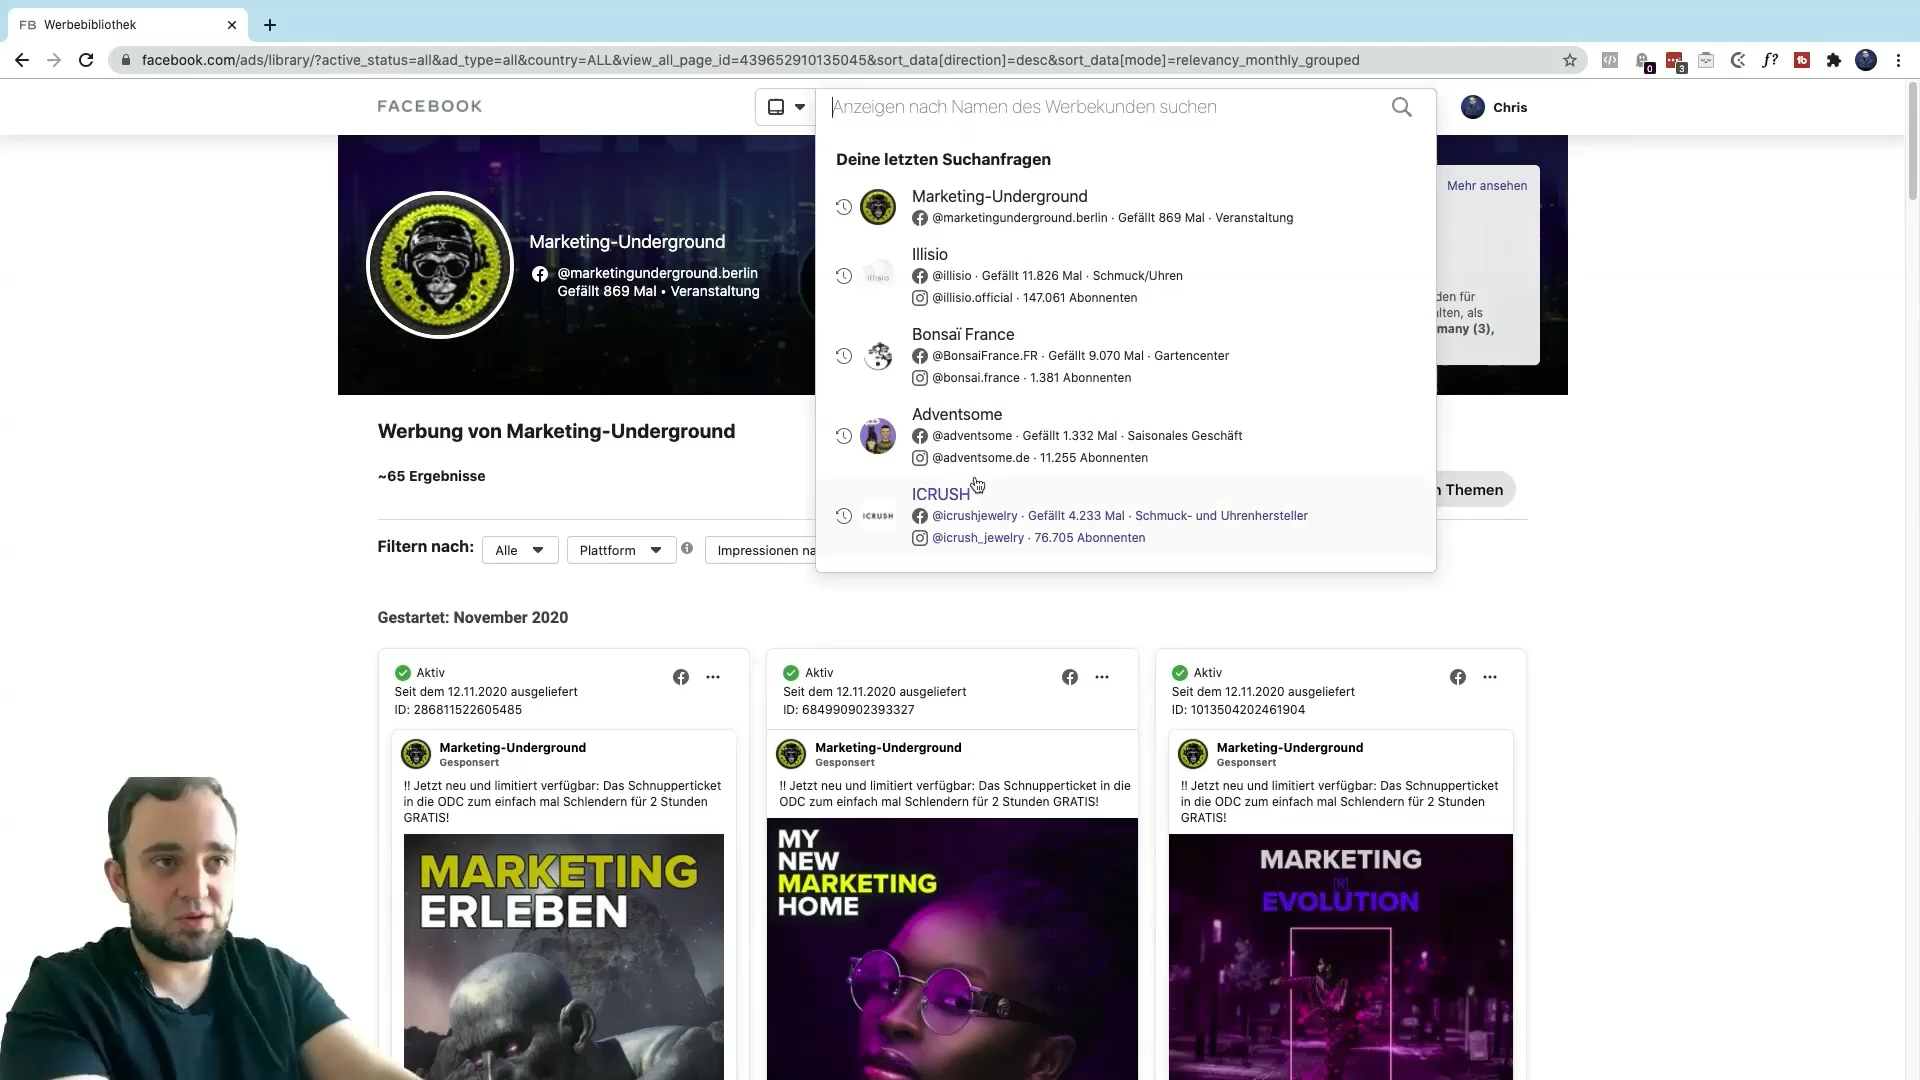 FB Werbebibliothek
facebook.com/ads/library/?active_status=all&ad_type=all&country=ALL&view_all_page_id=439652910135045&sort_data[direction]=desc&sort_data[mode]=relevancy_monthly_grouped
0
3
f?
FACEBOOK
Anzeigen nach Namen des Werbekunden suchen
Chris
Deine letzten Suchanfragen
Marketing-Underground
@marketingunderground.berlin · Gefällt 869 Mal · Veranstaltung
Illisio
@illisio · Gefällt 11.826 Mal · Schmuck/Uhren
@illisio.official · 147.061 Abonnenten
Bonsaï France
@BonsaiFrance.FR · Gefällt 9.070 Mal · Gartencenter
@bonsai.france · 1.381 Abonnenten
Adventsome
@adventsome · Gefällt 1.332 Mal · Saisonales Geschäft
@adventsome.de · 11.255 Abonnenten
ICRUSH
ICRUSH
@icrushjewelry · Gefällt 4.233 Mal · Schmuck- und Uhrenhersteller
@icrush_jewelry · 76.705 Abonnenten
Mehr ansehen
den für
lten, als
many (3),
Marketing-Underground
@marketingunderground.berlin
Gefällt 869 Mal • Veranstaltung
Werbung von Marketing-Underground
~65 Ergebnisse
n Themen
Filtern nach:
Alle
Plattform
Impressionen na
Gestartet: November 2020
Aktiv
Seit dem 12.11.2020 ausgeliefert
ID: 286811522605485
Marketing-Underground
Gesponsert
!! Jetzt neu und limitiert verfügbar: Das Schnupperticket
in die ODC zum einfach mal Schlendern für 2 Stunden
GRATIS!
MARKETING
ERLEBEN
Aktiv
Seit dem 12.11.2020 ausgeliefert
ID: 684990902393327
Marketing-Underground
Gesponsert
!! Jetzt neu und limitiert verfügbar: Das Schnupperticket in die
ODC zum einfach mal Schlendern für 2 Stunden GRATIS!
MY
NEW
MARKETING
HOME
Aktiv
Seit dem 12.11.2020 ausgeliefert
ID: 1013504202461904
Marketing-Underground
Gesponsert
!! Jetzt neu und limitiert verfügbar: Das Schnupperticket
in die ODC zum einfach mal Schlendern für 2 Stunden
GRATIS!
MARKETING
[R]
EVOLUTION